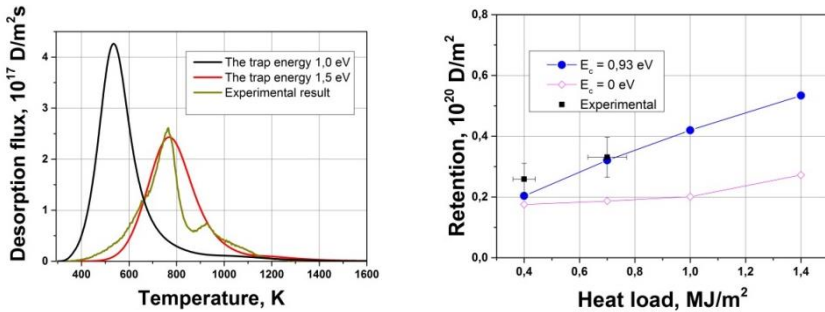 Desorption flux, 10^17 D/m^2s
4
3
2
1
0
The trap energy 1,0 eV
The trap energy 1,5 eV
Experimental result
400 600 800 1000 1200 1400 1600
Temperature, K
Retention, 10^20 D/m^2
0,8
0,6
0,4
0,2
0,0
E_c = 0,93 eV
E_c = 0 eV
Experimental
0,4 0,6 0,8 1,0 1,2 1,4
Heat load, MJ/m^2